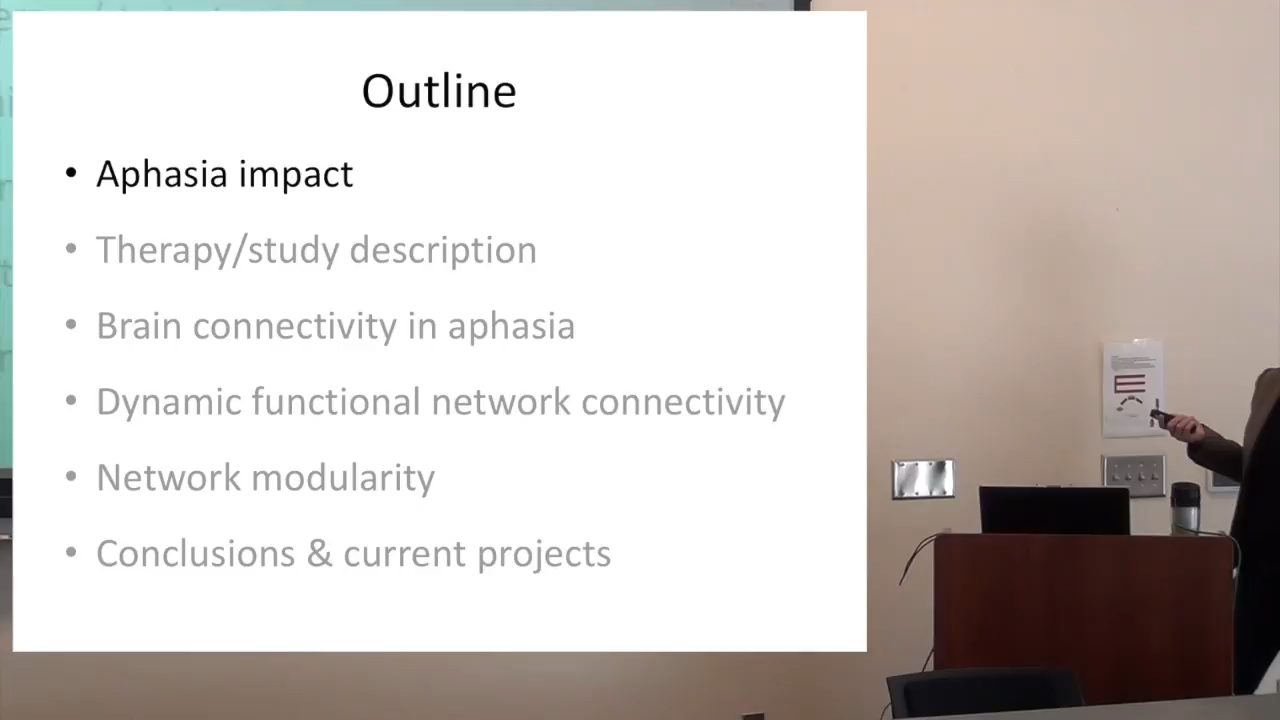 Outline
• Aphasia impact
• Therapy/study description
• Brain connectivity in aphasia
• Dynamic functional network connectivity
• Network modularity
• Conclusions & current projects